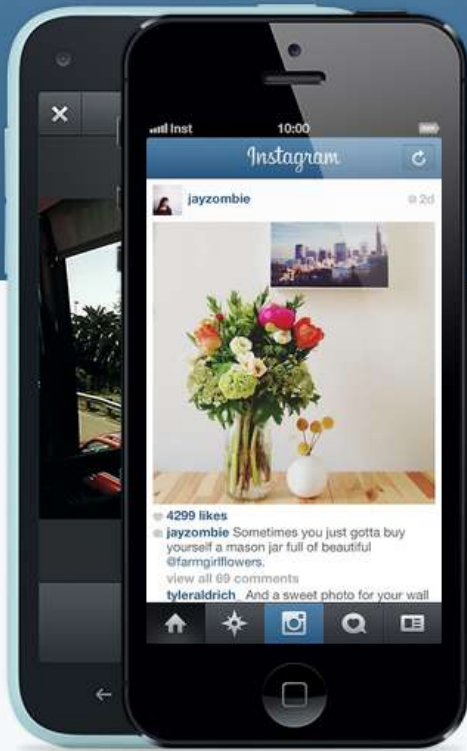 Inst 10:00
Instagram
jayzombie 2d
4299 likes
jayzombie Sometimes you just gotta buy
yourself a mason jar full of beautiful
@farmgirlflowers.
view all 69 comments
tyleraldrich_ And a sweet photo for your wall